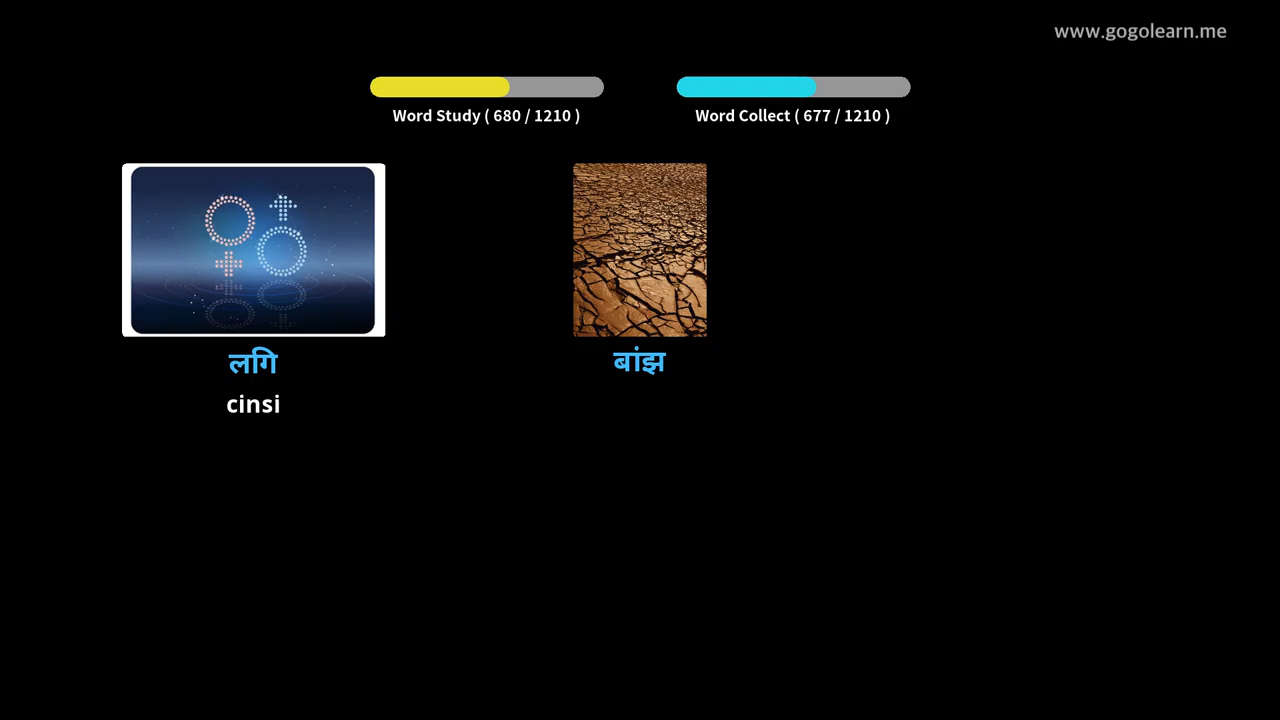 www.gogolearn.me
Word Study ( 680 / 1210 )
Word Collect ( 677 / 1210 )
लगि
cinsi
बांझ